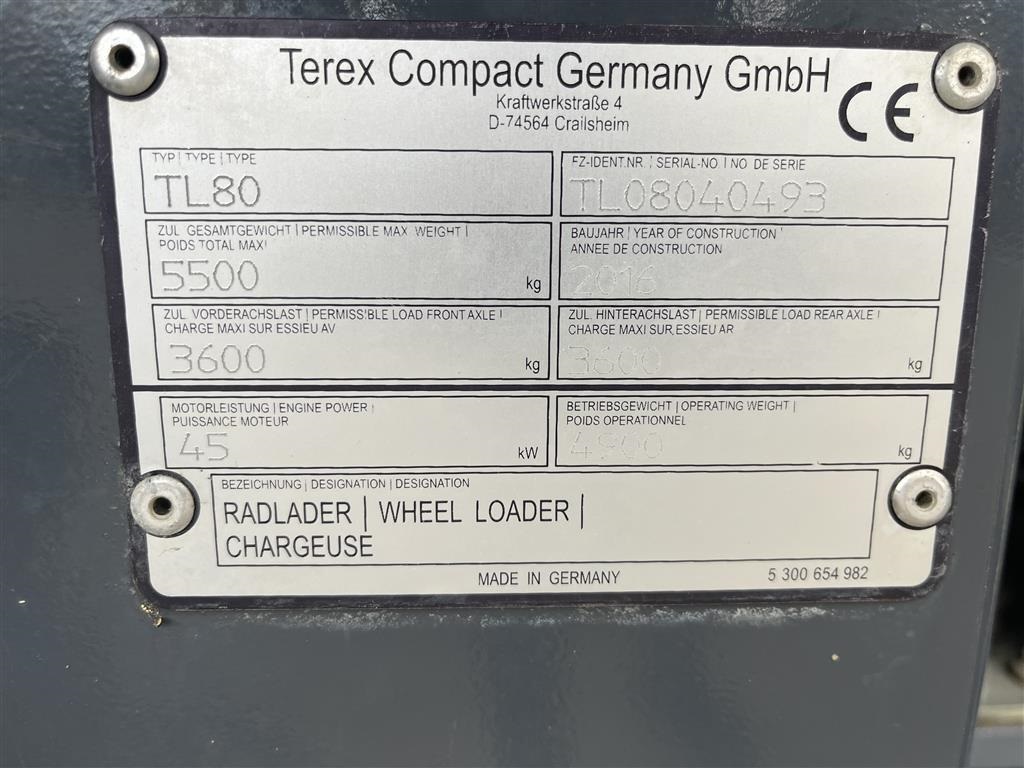 Terex Compact Germany GmbH
Kraftwerkstraße 4
D-74564 Crailsheim
CE
TYP | TYPE | TYPE
TL80
FZ-IDENT.NR. | SERIAL-NO. | NO. DE SERIE
TL08040493
ZUL. GESAMTGEWICHT | PERMISSIBLE MAX. WEIGHT |
POIDS TOTAL MAXI
5500 kg
BAUJAHR | YEAR OF CONSTRUCTION
ANNEE DE CONSTRUCTION
2016
ZUL. VORDERACHSLAST | PERMISSIBLE LOAD FRONT AXLE |
CHARGE MAXI SUR ESSIEU AV
3600 kg
ZUL. HINTERACHSLAST | PERMISSIBLE LOAD REAR AXLE |
CHARGE MAXI SUR ESSIEU AR
3600 kg
MOTORLEISTUNG | ENGINE POWER |
PUISSANCE MOTEUR
45 kW
BETRIEBSGEWICHT | OPERATING WEIGHT |
POIDS OPERATIONNEL
4900 kg
BEZEICHNUNG | DESIGNATION | DESIGNATION
RADLADER | WHEEL LOADER |
CHARGEUSE
MADE IN GERMANY
5 300 654 982